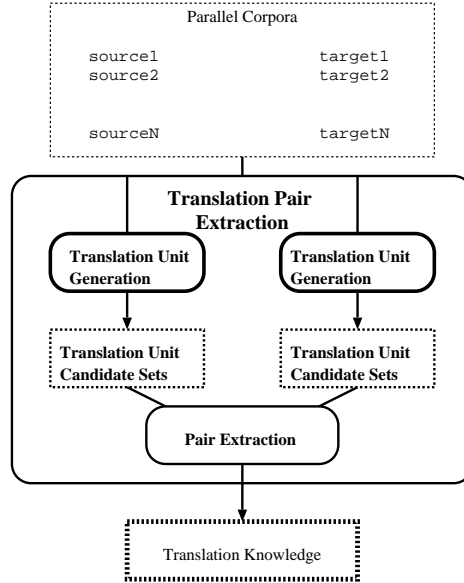 Parallel Corpora
source1 target1
source2 target2
sourceN targetN
Translation Pair
Extraction
Translation Unit Translation Unit
Generation Generation
Translation Unit Translation Unit
Candidate Sets Candidate Sets
Pair Extraction
Translation Knowledge